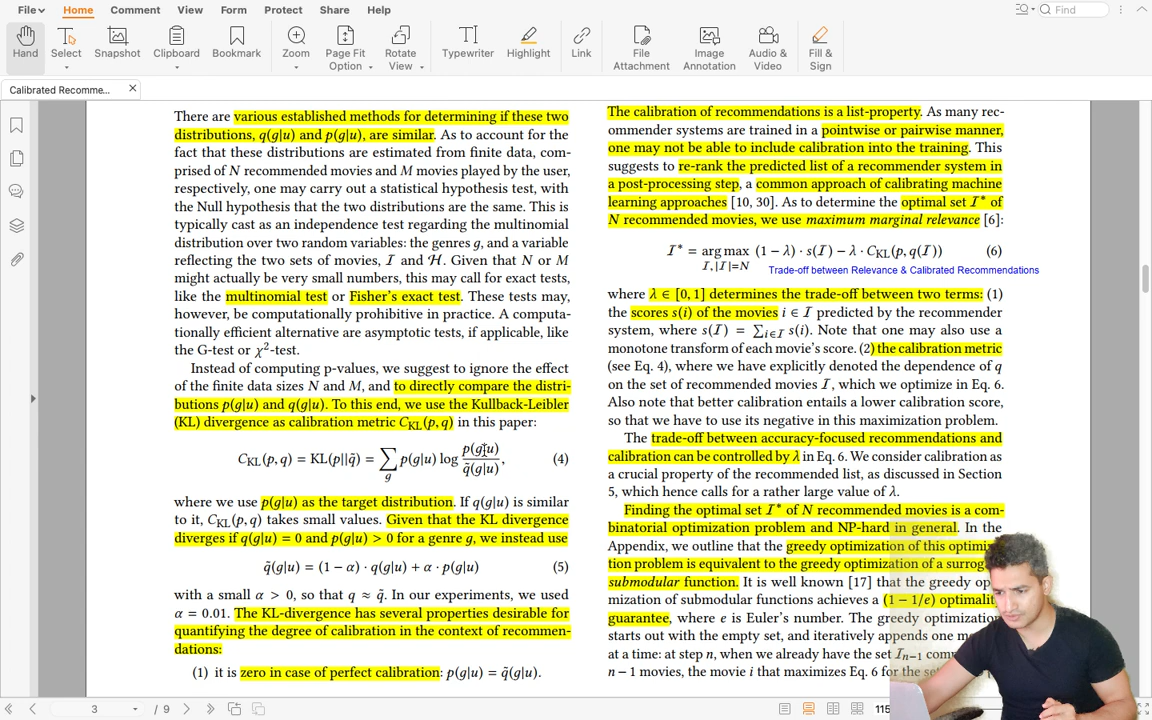 File Home Comment View Form Protect Share Help Find
Hand Select Snapshot Clipboard Bookmark Zoom Page Fit Option Rotate View Typewriter Highlight Link File Attachment Image Annotation Audio & Video Fill & Sign
Calibrated Recomme...
There are various established methods for determining if these two
distributions, q(g|u) and p(g|u), are similar. As to account for the
fact that these distributions are estimated from finite data, com-
prised of N recommended movies and M movies played by the user,
respectively, one may carry out a statistical hypothesis test, with
the Null hypothesis that the two distributions are the same. This is
typically cast as an independence test regarding the multinomial
distribution over two random variables: the genres g, and a variable
reflecting the two sets of movies, I and H. Given that N or M
might actually be very small numbers, this may call for exact tests,
like the multinomial test or Fisher's exact test. These tests may,
however, be computationally prohibitive in practice. A computa-
tionally efficient alternative are asymptotic tests, if applicable, like
the G-test or χ²-test.
Instead of computing p-values, we suggest to ignore the effect
of the finite data sizes N and M, and to directly compare the distri-
butions p(g|u) and q(g|u). To this end, we use the Kullback-Leibler
(KL) divergence as calibration metric C_KL(p, q) in this paper:
C_KL(p, q) = KL(p||q̃) = ∑_g p(g|u) log p(g|u) / q̃(g|u), (4)
where we use p(g|u) as the target distribution. If q(g|u) is similar
to it, C_KL(p, q) takes small values. Given that the KL divergence
diverges if q(g|u) = 0 and p(g|u) > 0 for a genre g, we instead use
q̃(g|u) = (1 − α) · q(g|u) + α · p(g|u) (5)
with a small α > 0, so that q ≈ q̃. In our experiments, we used
α = 0.01. The KL-divergence has several properties desirable for
quantifying the degree of calibration in the context of recommen-
dations:
(1) it is zero in case of perfect calibration: p(g|u) = q̃(g|u).
The calibration of recommendations is a list-property. As many rec-
ommender systems are trained in a pointwise or pairwise manner,
one may not be able to include calibration into the training. This
suggests to re-rank the predicted list of a recommender system in
a post-processing step, a common approach of calibrating machine
learning approaches [10, 30]. As to determine the optimal set I* of
N recommended movies, we use maximum marginal relevance [6]:
I* = arg max_{I,|I|=N} (1 − λ) · s(I) − λ · C_KL(p, q(I)) (6)
Trade-off between Relevance & Calibrated Recommendations
where λ ∈ [0, 1] determines the trade-off between two terms: (1)
the scores s(i) of the movies i ∈ I predicted by the recommender
system, where s(I) = ∑_{i∈I} s(i). Note that one may also use a
monotone transform of each movie's score. (2) the calibration metric
(see Eq. 4), where we have explicitly denoted the dependence of q
on the set of recommended movies I, which we optimize in Eq. 6.
Also note that better calibration entails a lower calibration score,
so that we have to use its negative in this maximization problem.
The trade-off between accuracy-focused recommendations and
calibration can be controlled by λ in Eq. 6. We consider calibration as
a crucial property of the recommended list, as discussed in Section
5, which hence calls for a rather large value of λ.
Finding the optimal set I* of N recommended movies is a com-
binatorial optimization problem and NP-hard in general. In the
Appendix, we outline that the greedy optimization of this
tion problem is equivalent to the greedy optimization of a
submodular function. It is well known [17] that the greedy
mization of submodular functions achieves a (1 − 1/e)
guarantee, where e is Euler's number. The greedy
starts out with the empty set, and iteratively appends one
at a time: at step n, when we already have the set I_{n−1}
n − 1 movies, the movie i that maximizes Eq. 6 for the
3 / 9